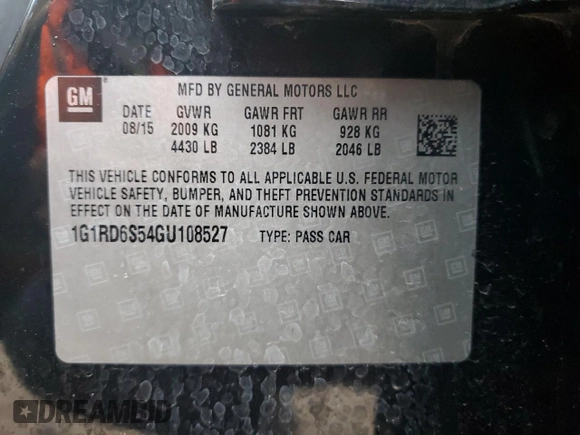 GM
MFD BY GENERAL MOTORS LLC
DATE GVWR GAWR FRT GAWR RR
08/15 2009 KG 1081 KG 928 KG
4430 LB 2384 LB 2046 LB
THIS VEHICLE CONFORMS TO ALL APPLICABLE U.S. FEDERAL MOTOR
VEHICLE SAFETY, BUMPER, AND THEFT PREVENTION STANDARDS IN
EFFECT ON THE DATE OF MANUFACTURE SHOWN ABOVE.
1G1RD6S54GU108527 TYPE: PASS CAR
DREAMBID